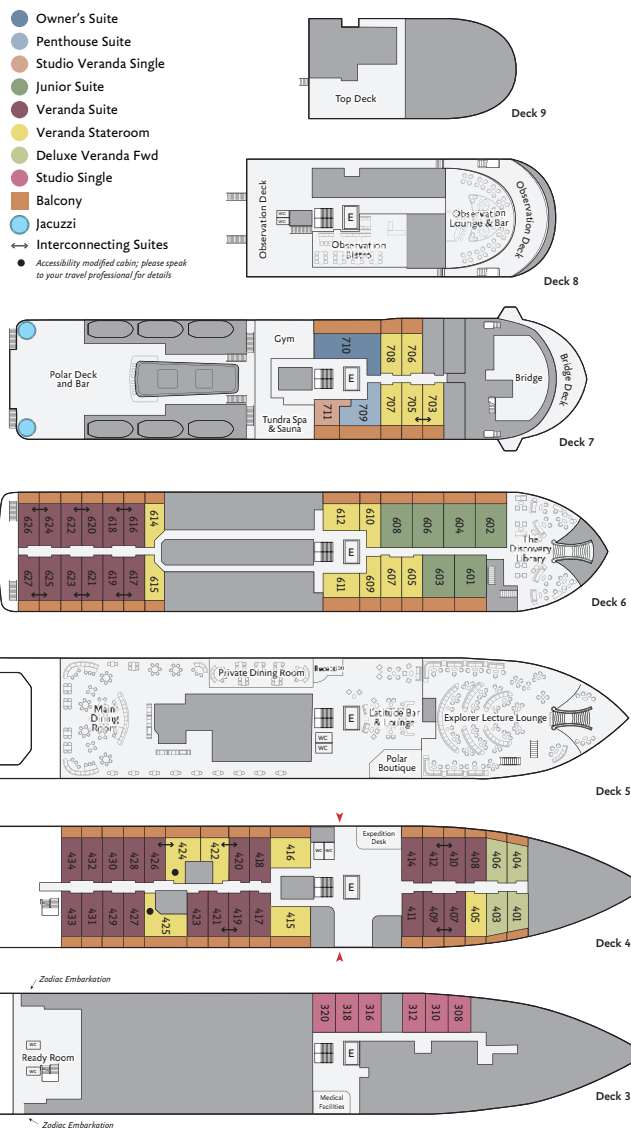 Owner's Suite
Penthouse Suite
Studio Veranda Single
Junior Suite
Veranda Suite
Veranda Stateroom
Deluxe Veranda Fwd
Studio Single
Balcony
Jacuzzi
Interconnecting Suites
Accessibility modified cabin; please speak
to your travel professional for details
Top Deck
Deck 9
Observation Deck
WC
WC
E
Observation
Bistro
Observation
Lounge & Bar
Observation Deck
Deck 8
Polar Deck
and Bar
Gym
Tundra Spa
& Sauna
710
708
706
E
711
709
707
705
703
Bridge
Bridge Deck
Deck 7
626
624
622
620
618
616
614
612
610
608
606
604
602
E
The
Discovery
Library
627
625
623
621
619
617
615
611
609
607
605
603
601
Deck 6
Private Dining Room
Main
Dining
Room
E
WC
WC
Latitude Bar
& Lounge
Explorer Lecture Lounge
Polar
Boutique
Deck 5
434
432
430
428
426
424
422
420
418
416
WC
WC
Expedition
Desk
414
412
410
408
406
404
E
433
431
429
427
425
423
421
419
417
415
411
409
407
405
403
401
Deck 4
Zodiac Embarkation
320
318
316
312
310
308
WC
Ready Room
WC
E
Medical
Facilities
Deck 3
Zodiac Embarkation